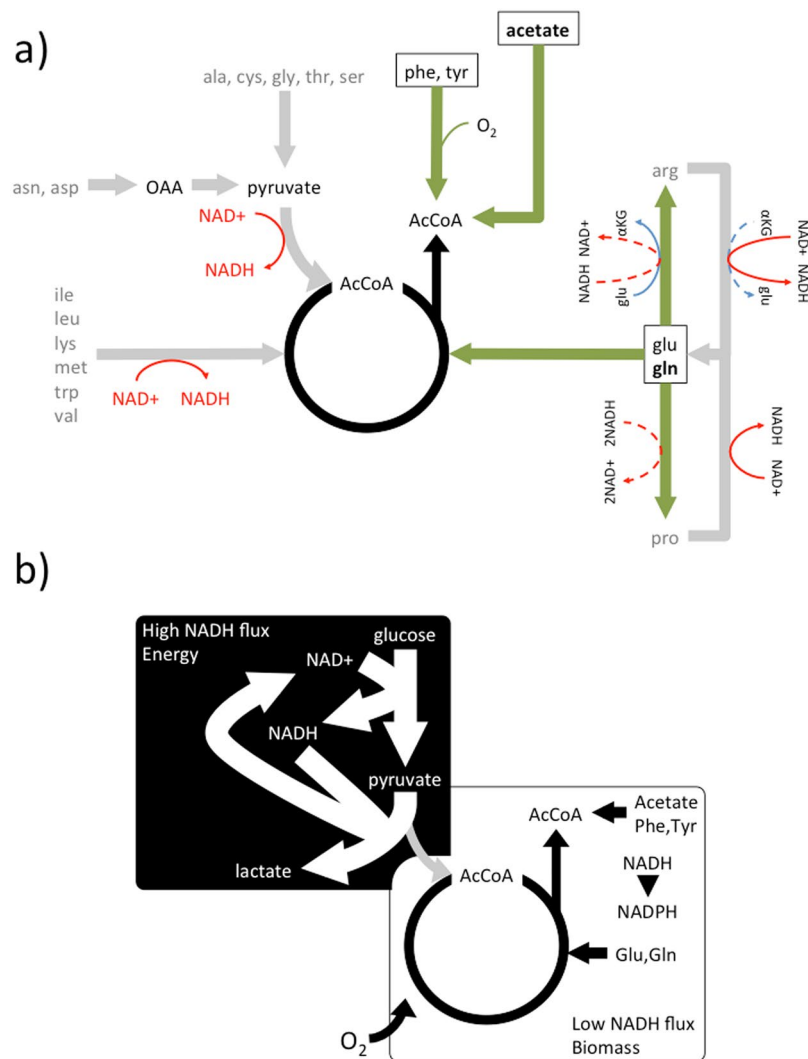 a)
acetate
phe, tyr
ala, cys, gly, thr, ser
O2
asn, asp
OAA
pyruvate
AcCoA
arg
NAD+
NADH
AcCoA
NADH NAD+
αKG
glu
αKG
glu
NAD+
NADH
ile
leu
lys
met
trp
val
NAD+ NADH
glu
gln
2NAD+ 2NADH
NADH
NAD+
pro
b)
High NADH flux
Energy
glucose
NAD+
NADH
pyruvate
lactate
AcCoA
Acetate
Phe,Tyr
NADH
NADPH
AcCoA
Glu,Gln
O2
Low NADH flux
Biomass